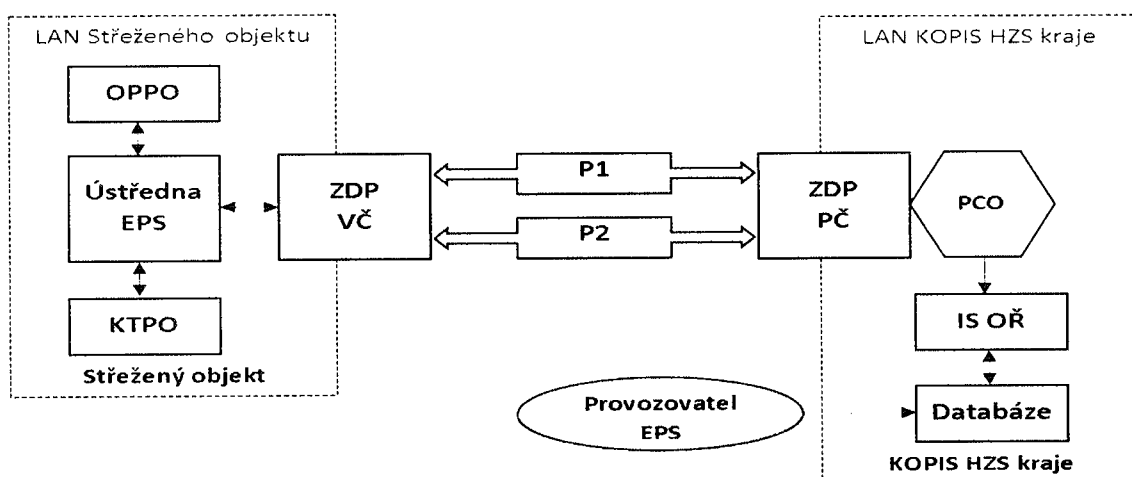 LAN Střeženého objektu
OPPO
Ústředna
EPS
KTPO
Střežený objekt
ZDP
VČ
P1
P2
Provozovatel
EPS
LAN KOPIS HZS kraje
ZDP
PČ
PCO
IS OŘ
Databáze
KOPIS HZS kraje